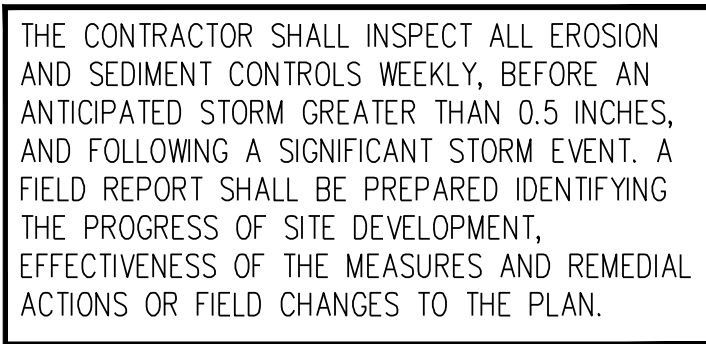 THE CONTRACTOR SHALL INSPECT ALL EROSION
AND SEDIMENT CONTROLS WEEKLY, BEFORE AN
ANTICIPATED STORM GREATER THAN 0.5 INCHES,
AND FOLLOWING A SIGNIFICANT STORM EVENT. A
FIELD REPORT SHALL BE PREPARED IDENTIFYING
THE PROGRESS OF SITE DEVELOPMENT,
EFFECTIVENESS OF THE MEASURES AND REMEDIAL
ACTIONS OR FIELD CHANGES TO THE PLAN.